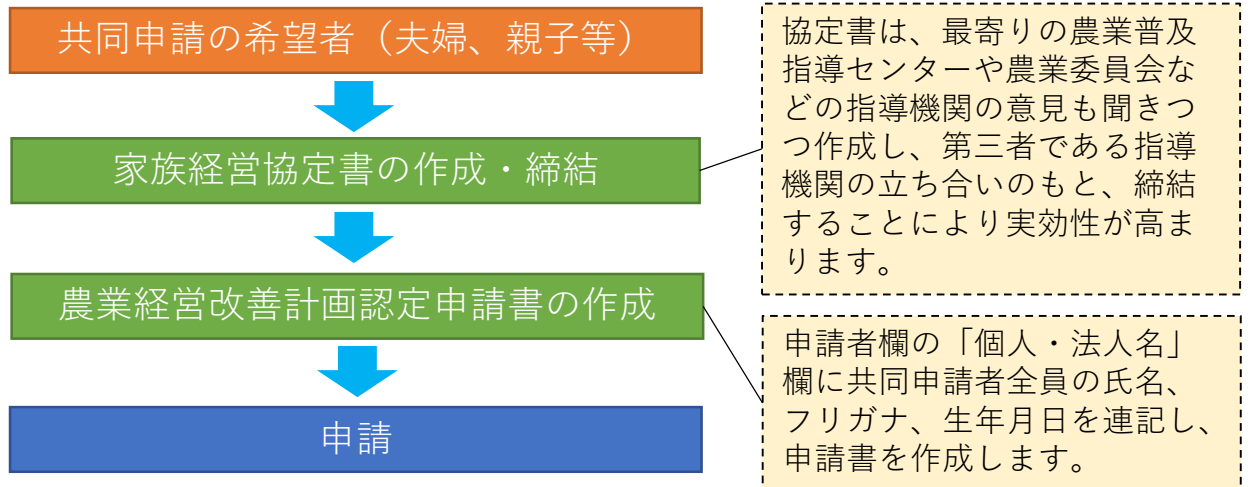 共同申請の希望者（夫婦、親子等）
家族経営協定書の作成・締結
協定書は、最寄りの農業普及
指導センターや農業委員会な
どの指導機関の意見も聞きつ
つ作成し、第三者である指導
機関の立ち合いのもと、締結
することにより実効性が高ま
ります。
農業経営改善計画認定申請書の作成
申請者欄の「個人・法人名」
欄に共同申請者全員の氏名、
フリガナ、生年月日を連記し、
申請書を作成します。
申請